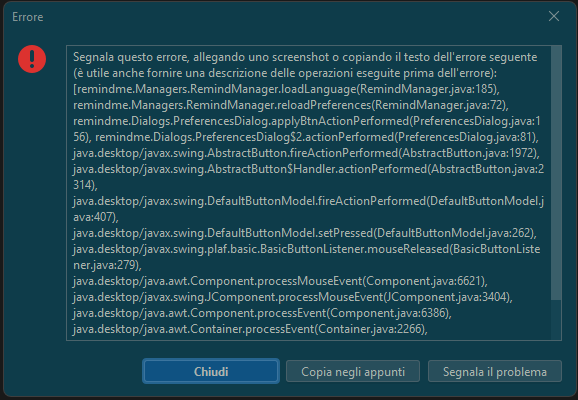 Errore
Segnala questo errore, allegando uno screenshot o copiando il testo dell'errore seguente
(è utile anche fornire una descrizione delle operazioni eseguite prima dell'errore):
[remindme.Managers.RemindManager.loadLanguage(RemindManager.java:185),
remindme.Managers.RemindManager.reloadPreferences(RemindManager.java:72),
remindme.Dialogs.PreferencesDialog.applyBtnActionPerformed(PreferencesDialog.java:1
56), remindme.Dialogs.PreferencesDialog$2.actionPerformed(PreferencesDialog.java:81),
java.desktop/javax.swing.AbstractButton.fireActionPerformed(AbstractButton.java:1972),
java.desktop/javax.swing.AbstractButton$Handler.actionPerformed(AbstractButton.java:2
314),
java.desktop/javax.swing.DefaultButtonModel.fireActionPerformed(DefaultButtonModel.j
ava:407),
java.desktop/javax.swing.DefaultButtonModel.setPressed(DefaultButtonModel.java:262),
java.desktop/javax.swing.plaf.basic.BasicButtonListener.mouseReleased(BasicButtonListe
ner.java:279),
java.desktop/java.awt.Component.processMouseEvent(Component.java:6621),
java.desktop/javax.swing.JComponent.processMouseEvent(JComponent.java:3404),
java.desktop/java.awt.Component.processEvent(Component.java:6386),
java.desktop/java.awt.Container.processEvent(Container.java:2266),
Chiudi
Copia negli appunti
Segnala il problema